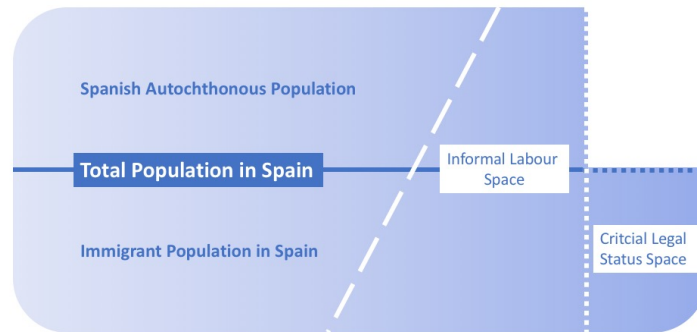 Spanish Autochthonous Population
Total Population in Spain
Informal Labour
Space
Immigrant Population in Spain
Critcial Legal
Status Space